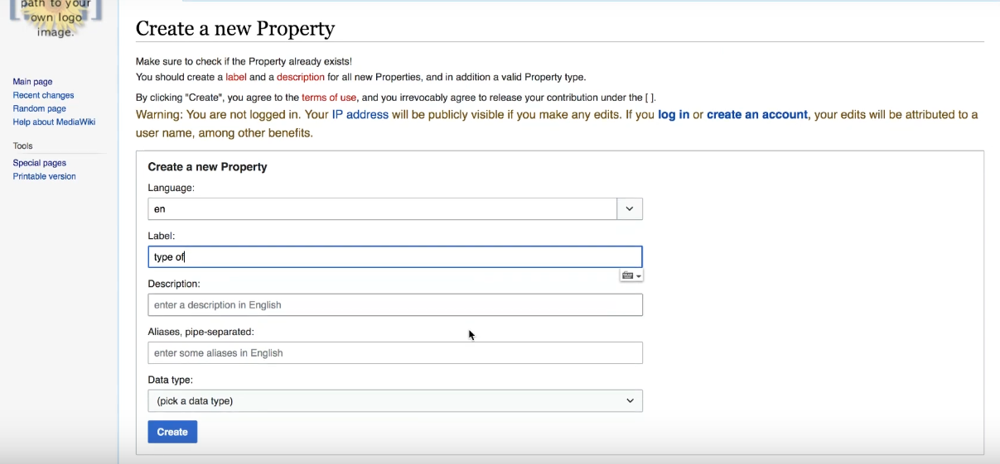 path to your
own logo
image.
Main page
Recent changes
Random page
Help about MediaWiki
Tools
Special pages
Printable version
Create a new Property
Make sure to check if the Property already exists!
You should create a label and a description for all new Properties, and in addition a valid Property type.
By clicking "Create", you agree to the terms of use, and you irrevocably agree to release your contribution under the [ ].
Warning: You are not logged in. Your IP address will be publicly visible if you make any edits. If you log in or create an account, your edits will be attributed to a
user name, among other benefits.
Create a new Property
Language:
en
Label:
type of
Description:
enter a description in English
Aliases, pipe-separated:
enter some aliases in English
Data type:
(pick a data type)
Create